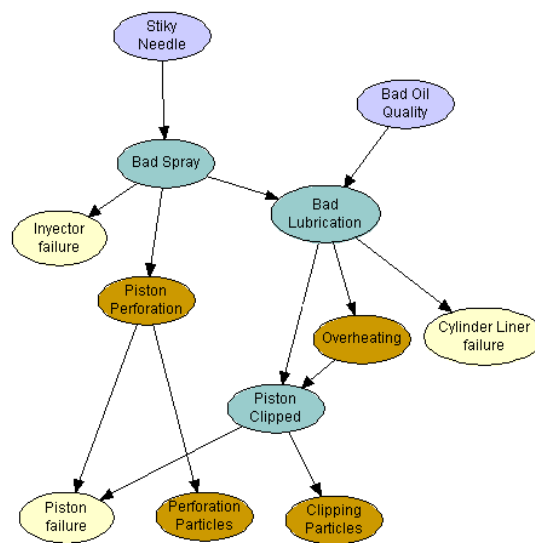 Stiky
Needle
Bad Oil
Quality
Bad Spray
Bad
Lubrication
Inyector
failure
Piston
Perforation
Overheating
Cylinder Liner
failure
Piston
Clipped
Piston
failure
Perforation
Particles
Clipping
Particles